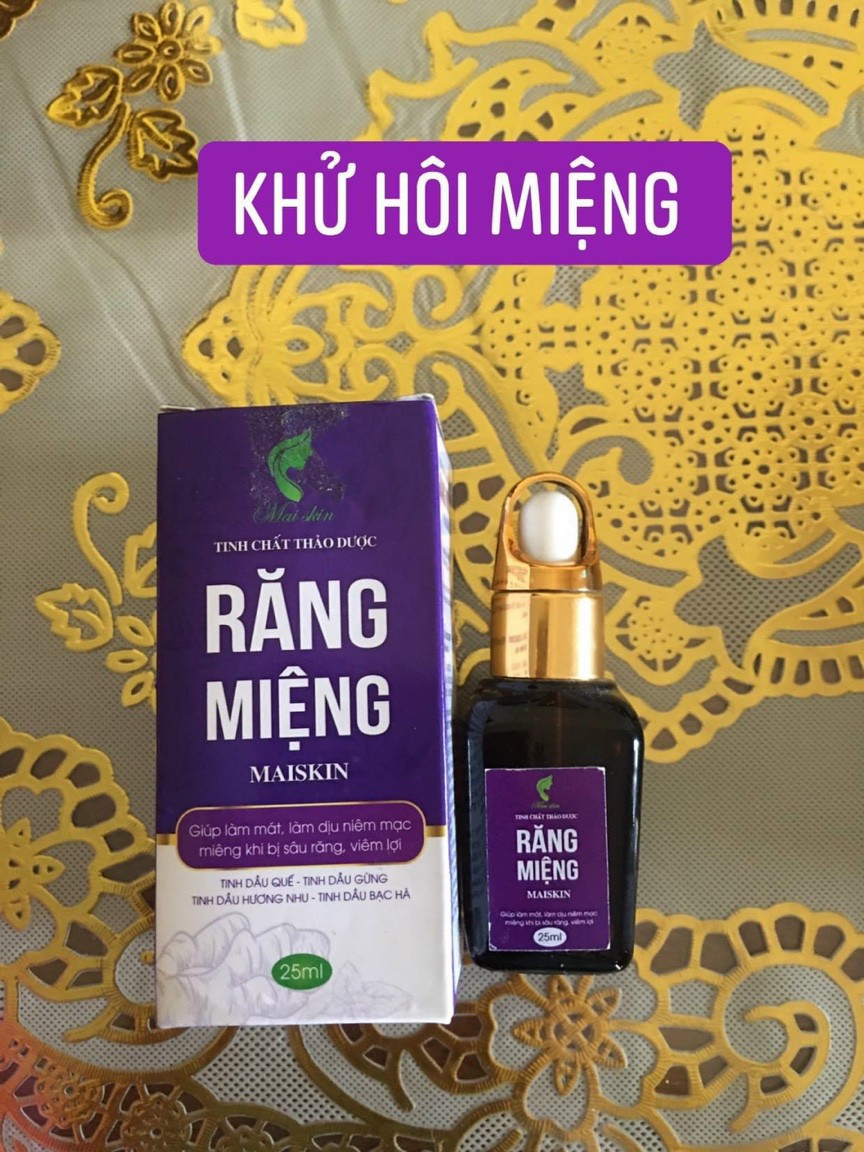 KHỬ HÔI MIỆNG
Mai skin
TINH CHẤT THẢO DƯỢC
RĂNG
MIỆNG
MAISKIN
Giúp làm mát, làm dịu niêm mạc
miệng khi bị sâu răng, viêm lợi
TINH DẦU QUẾ - TINH DẦU GỪNG
TINH DẦU HƯƠNG NHU - TINH DẦU BẠC HÀ
25ml
Mai skin
TINH CHẤT THẢO DƯỢC
RĂNG
MIỆNG
MAISKIN
Giúp làm mát, làm dịu niêm mạc
miệng khi bị sâu răng, viêm lợi
25ml